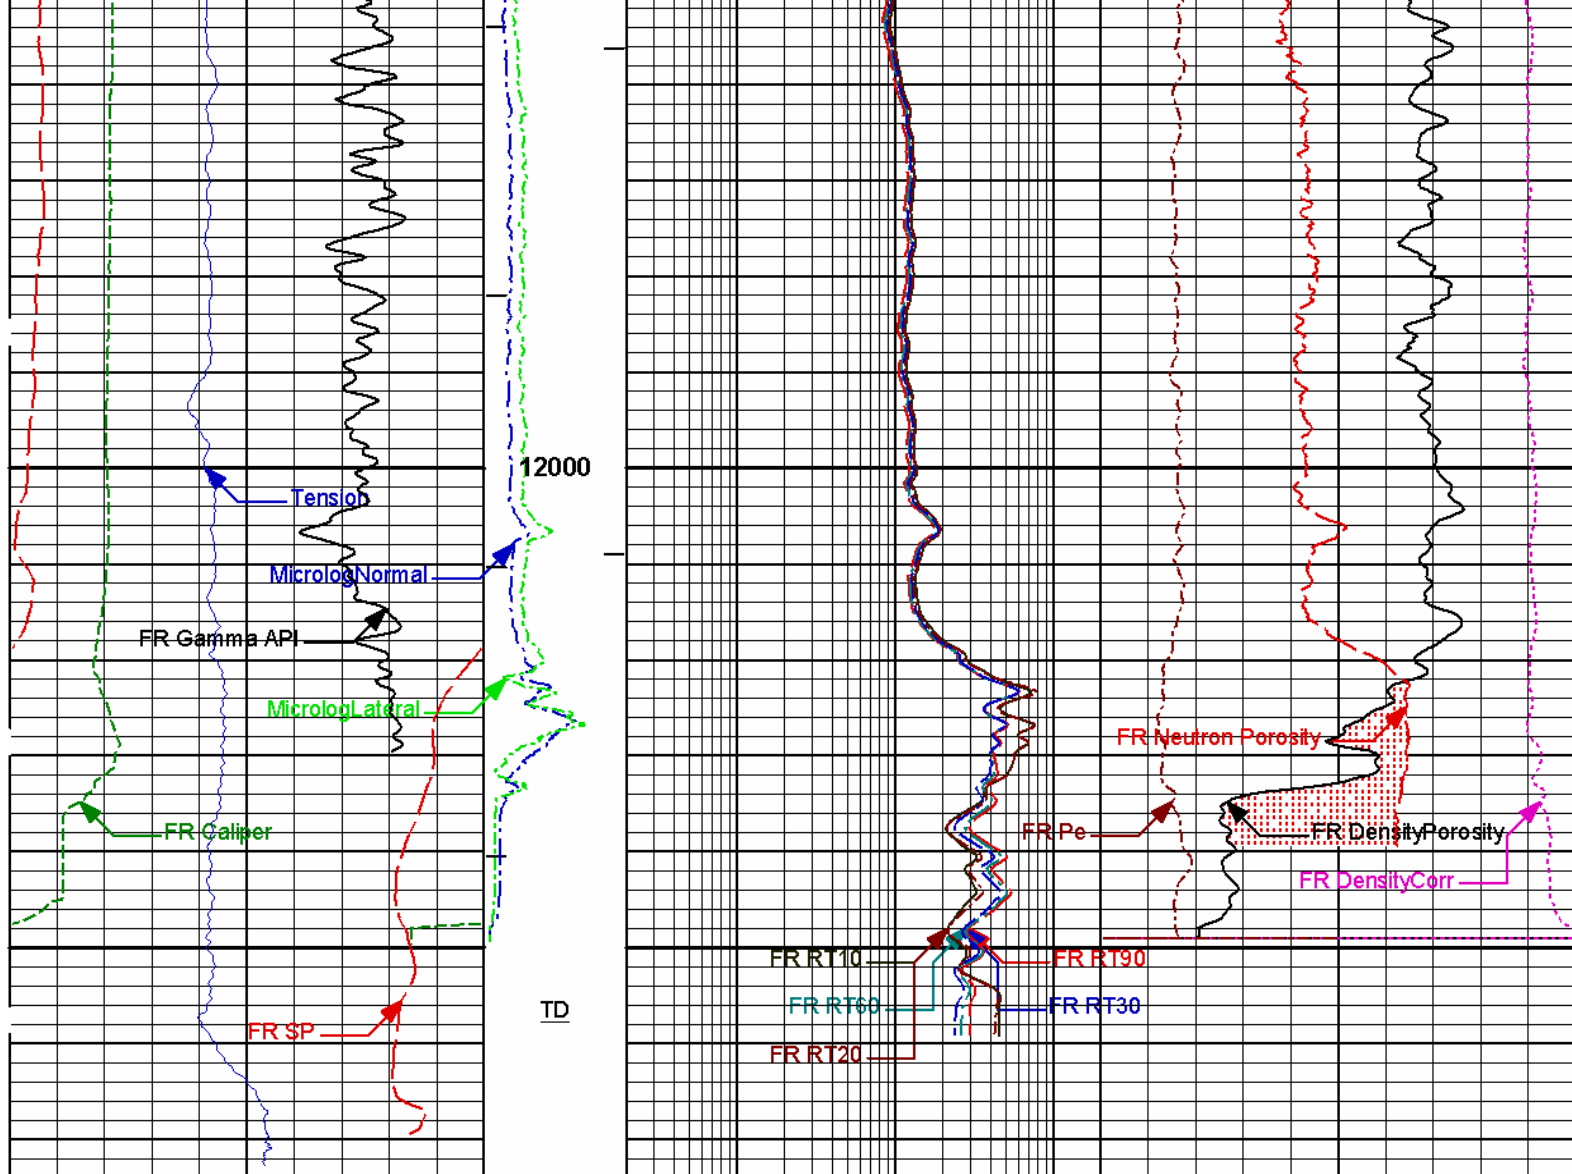 12000
Tension
MicrologNormal
FR Gamma API
MicrologLateral
FR Neutron Porosity
FR Caliper
FR Pe
FR DensityPorosity
FR DensityCorr
FR RT10
FR RT90
FR RT60
FR RT30
TD
FR SP
FR RT20